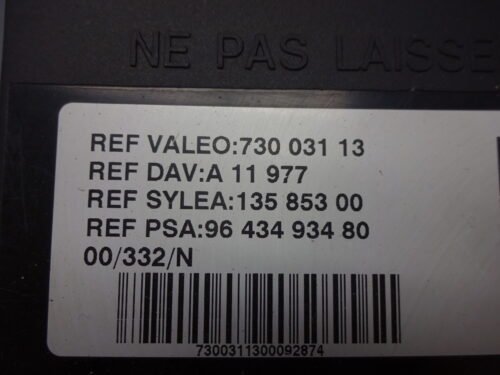 NE PAS LAISSE
REF VALEO:730 031 13
REF DAV:A 11 977
REF SYLEA:135 853 00
REF PSA:96 434 934 80
00/332/N
7300311300092874